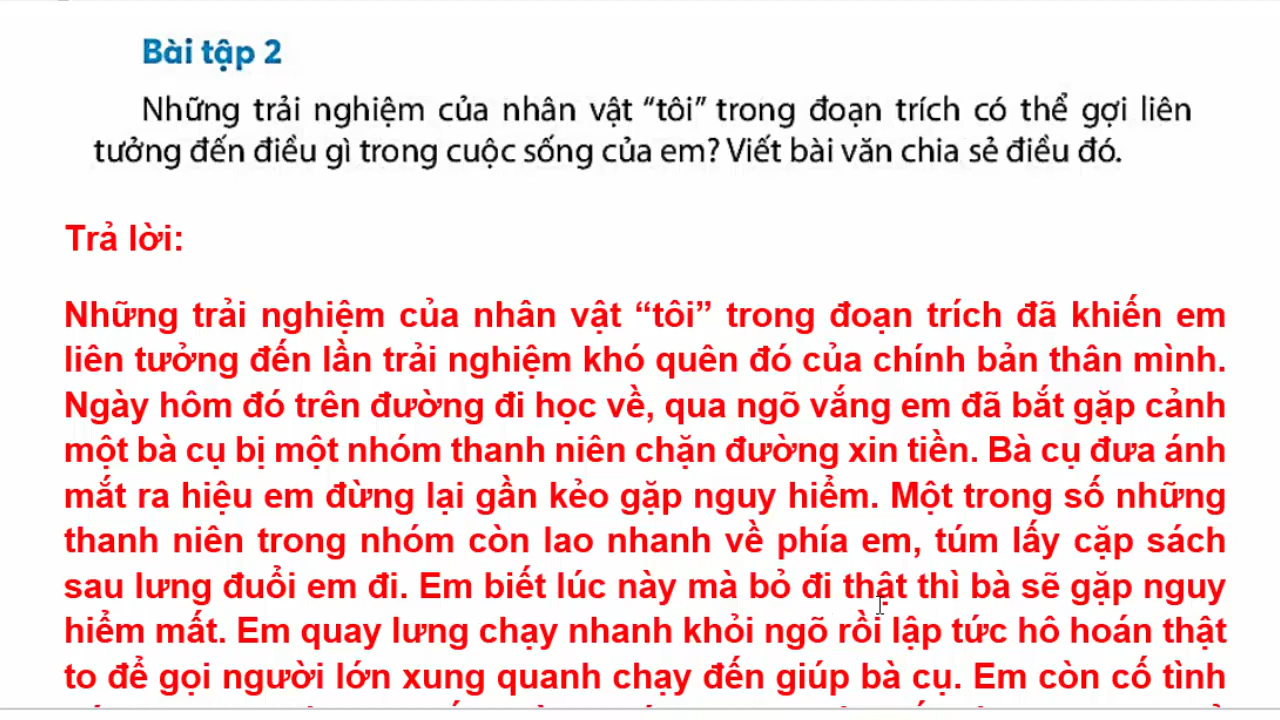 Bài tập 2
Những trải nghiệm của nhân vật “tôi” trong đoạn trích có thể gợi liên
tưởng đến điều gì trong cuộc sống của em? Viết bài văn chia sẻ điều đó.
Trả lời:
Những trải nghiệm của nhân vật “tôi” trong đoạn trích đã khiến em
liên tưởng đến lần trải nghiệm khó quên đó của chính bản thân mình.
Ngày hôm đó trên đường đi học về, qua ngõ vắng em đã bắt gặp cảnh
một bà cụ bị một nhóm thanh niên chặn đường xin tiền. Bà cụ đưa ánh
mắt ra hiệu em đừng lại gần kẻo gặp nguy hiểm. Một trong số những
thanh niên trong nhóm còn lao nhanh về phía em, túm lấy cặp sách
sau lưng đuổi em đi. Em biết lúc này mà bỏ đi thật thì bà sẽ gặp nguy
hiểm mất. Em quay lưng chạy nhanh khỏi ngõ rồi lập tức hô hoán thật
to để gọi người lớn xung quanh chạy đến giúp bà cụ. Em còn cố tình